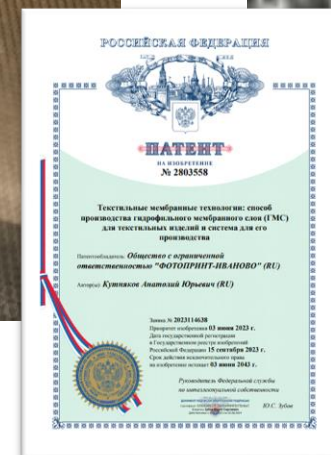 РОССИЙСКАЯ ФЕДЕРАЦИЯ
ПАТЕНТ
НА ИЗОБРЕТЕНИЕ
№ 2803558
Текстильные мембранные технологии: способ
производства гидрофильного мембранного слоя (ГМС)
для текстильных изделий и система для его
производства
Патентообладатель: Общество с ограниченной
ответственностью "ФОТОПРИНТ-ИВАНОВО" (RU)
Автор(ы): Кутняков Анатолий Юрьевич (RU)
Заявка № 2023114638
Приоритет изобретения 03 июня 2023 г.
Дата государственной регистрации
в Государственном реестре изобретений
Российской Федерации 15 сентября 2023 г.
Срок действия исключительного права
на изобретение истекает 03 июня 2043 г.
Руководитель Федеральной службы
по интеллектуальной собственности
Ю.С. Зубов